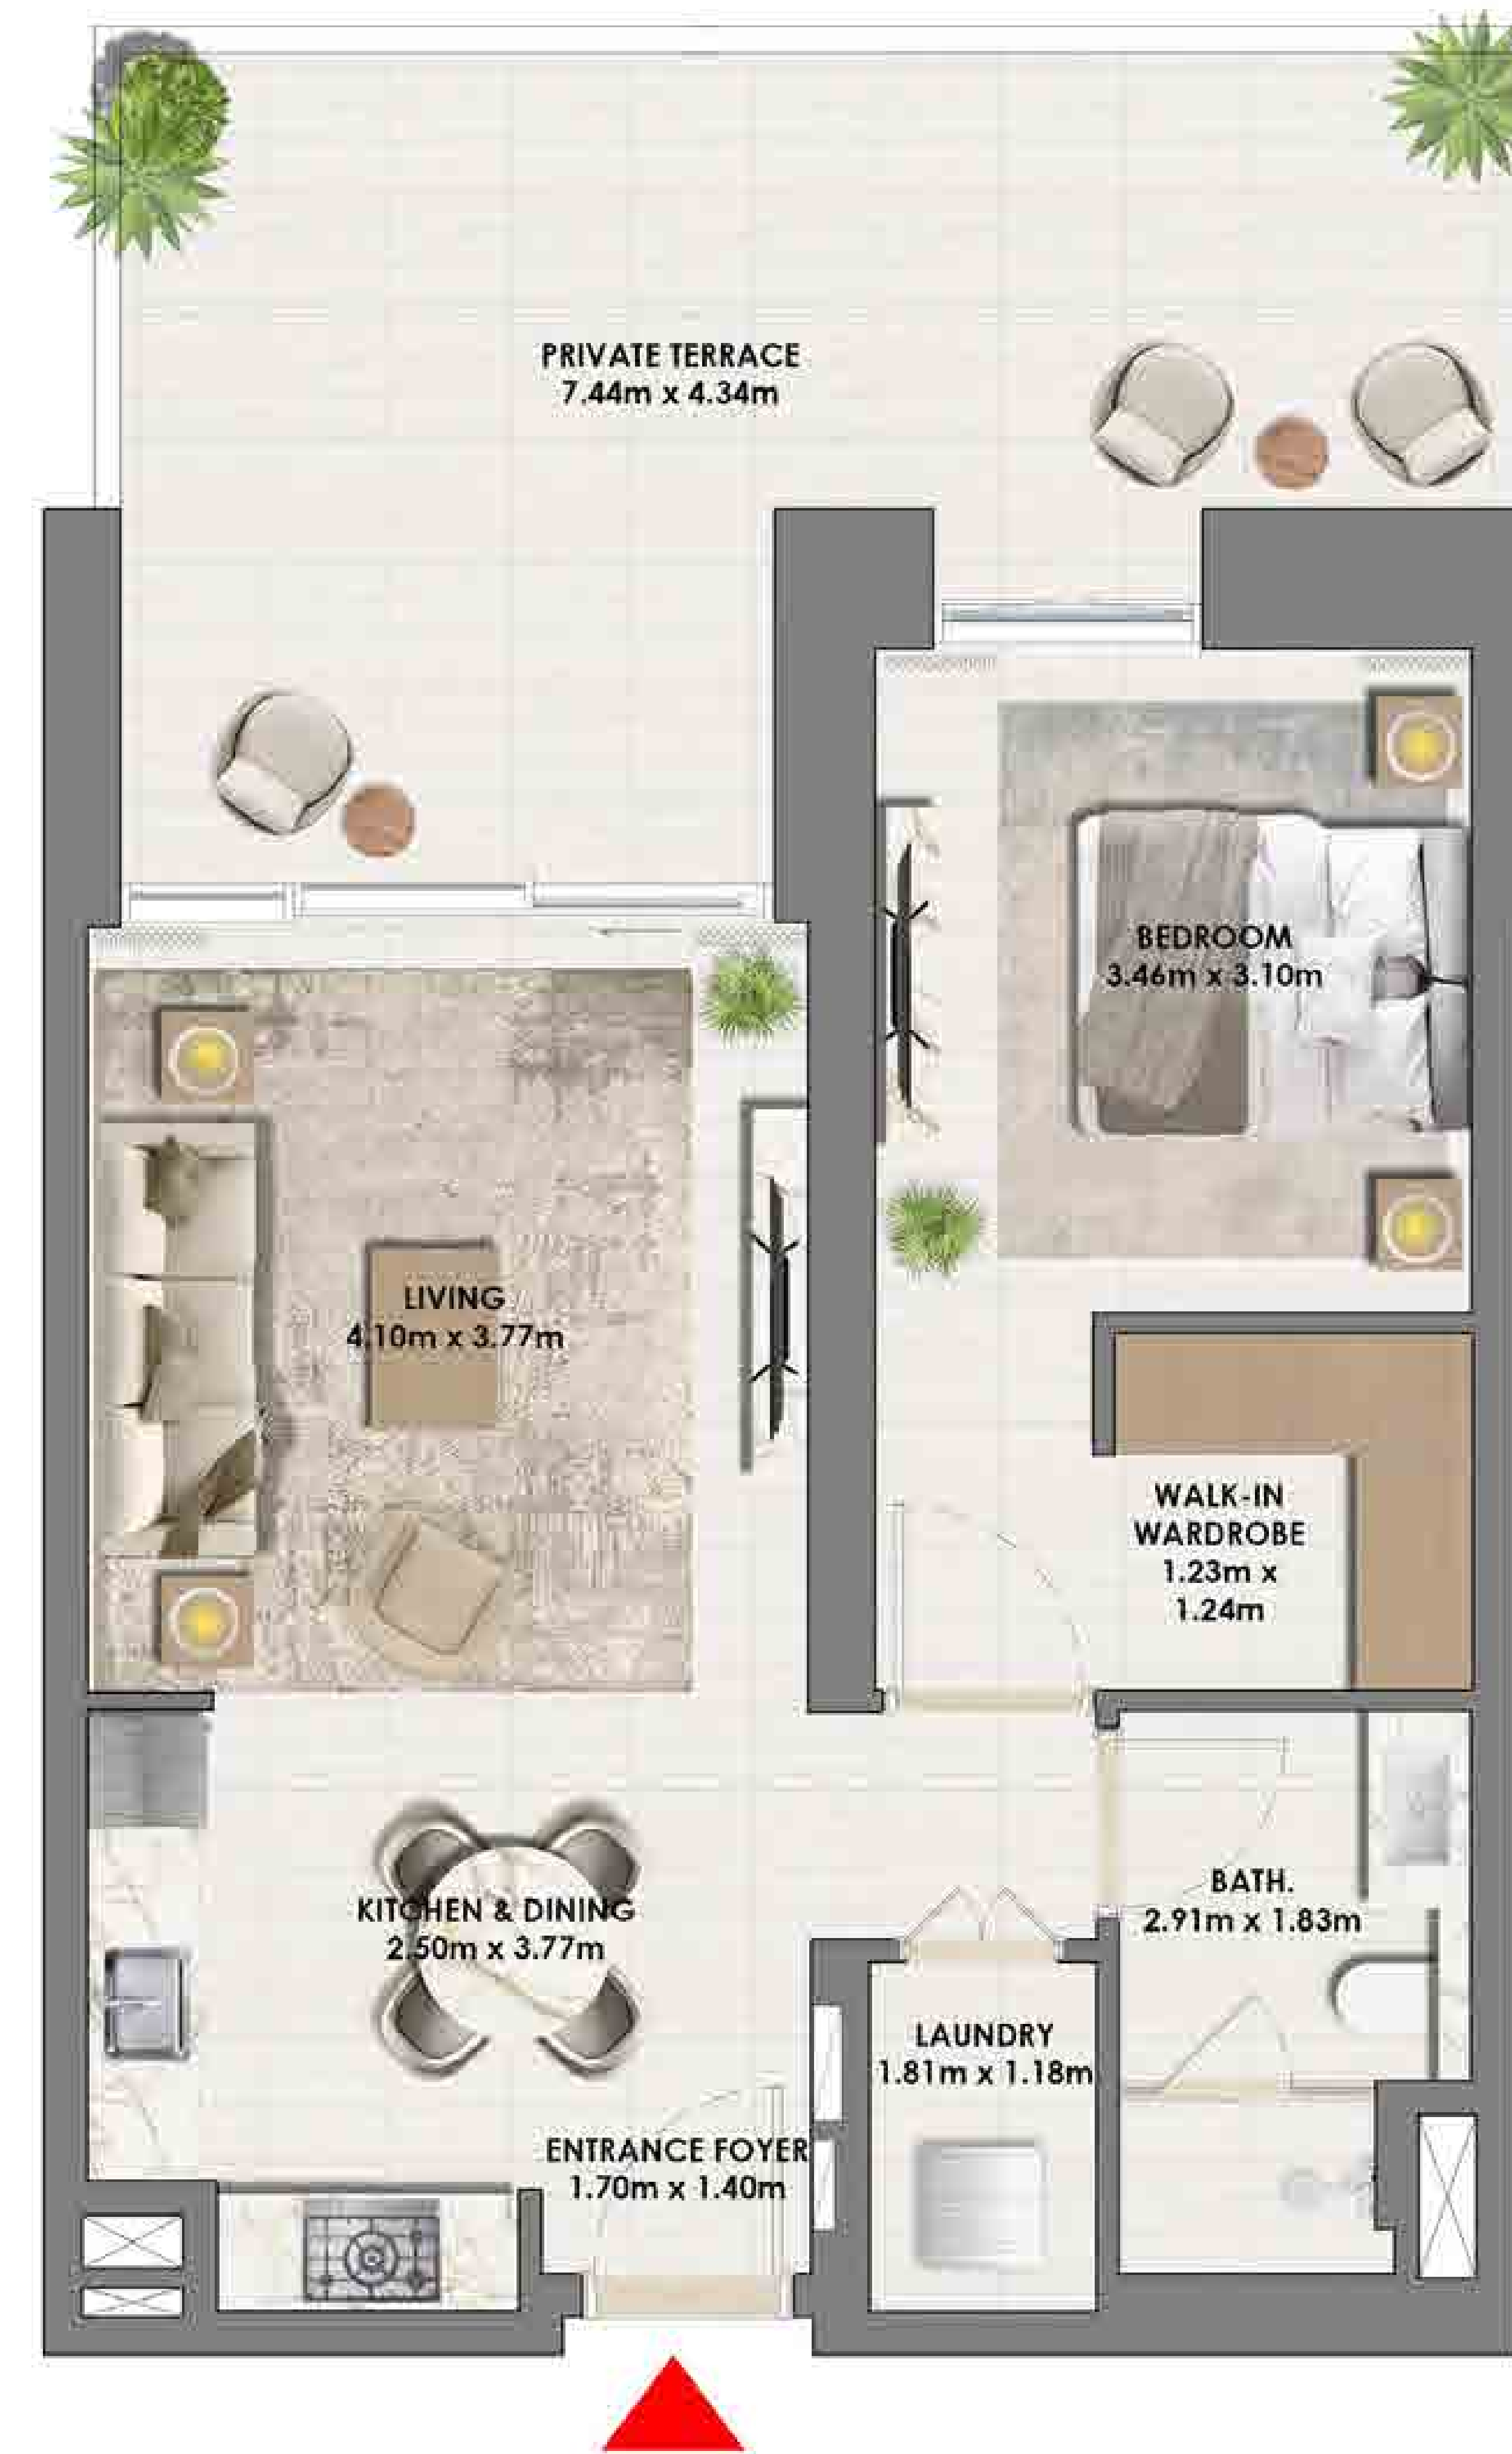 PRIVATE TERRACE
7.44m x 4.34m
BEDROOM
3.46m x 3.10m
LIVING
4.10m x 3.77m
WALK-IN
WARDROBE
1.23m x
1.24m
KITCHEN & DINING
2.50m x 3.77m
BATH.
2.91m x 1.83m
LAUNDRY
1.81m x 1.18m
ENTRANCE FOYER
1.70m x 1.40m